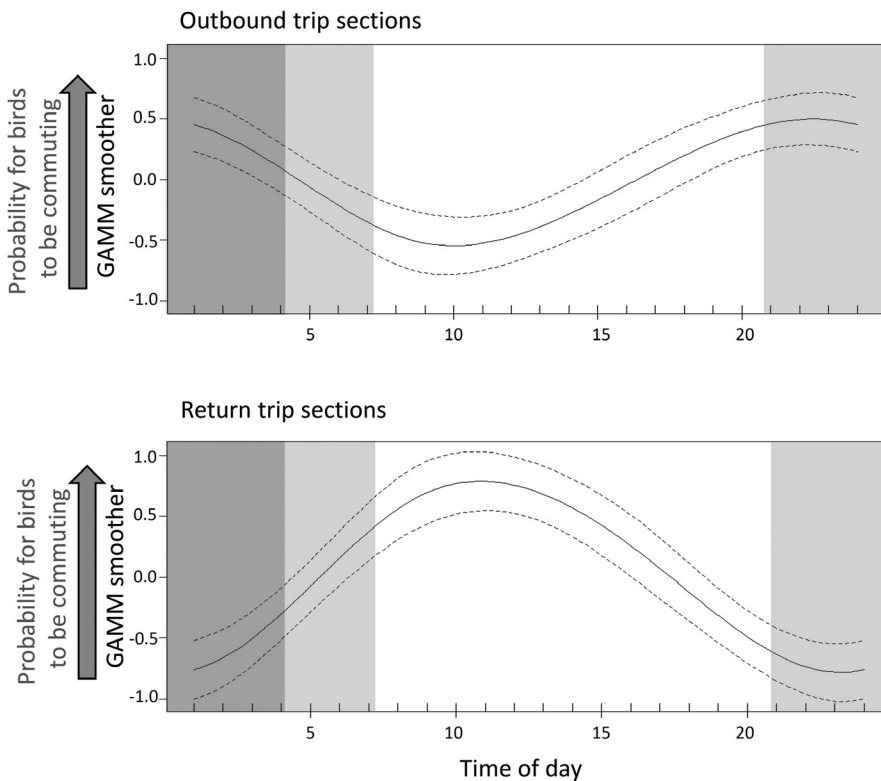 Outbound trip sections
Probability for birds
to be commuting
GAMM smoother
1.0
0.5
0.0
-0.5
-1.0
5 10 15 20
Return trip sections
Probability for birds
to be commuting
GAMM smoother
1.0
0.5
0.0
-0.5
-1.0
5 10 15 20
Time of day